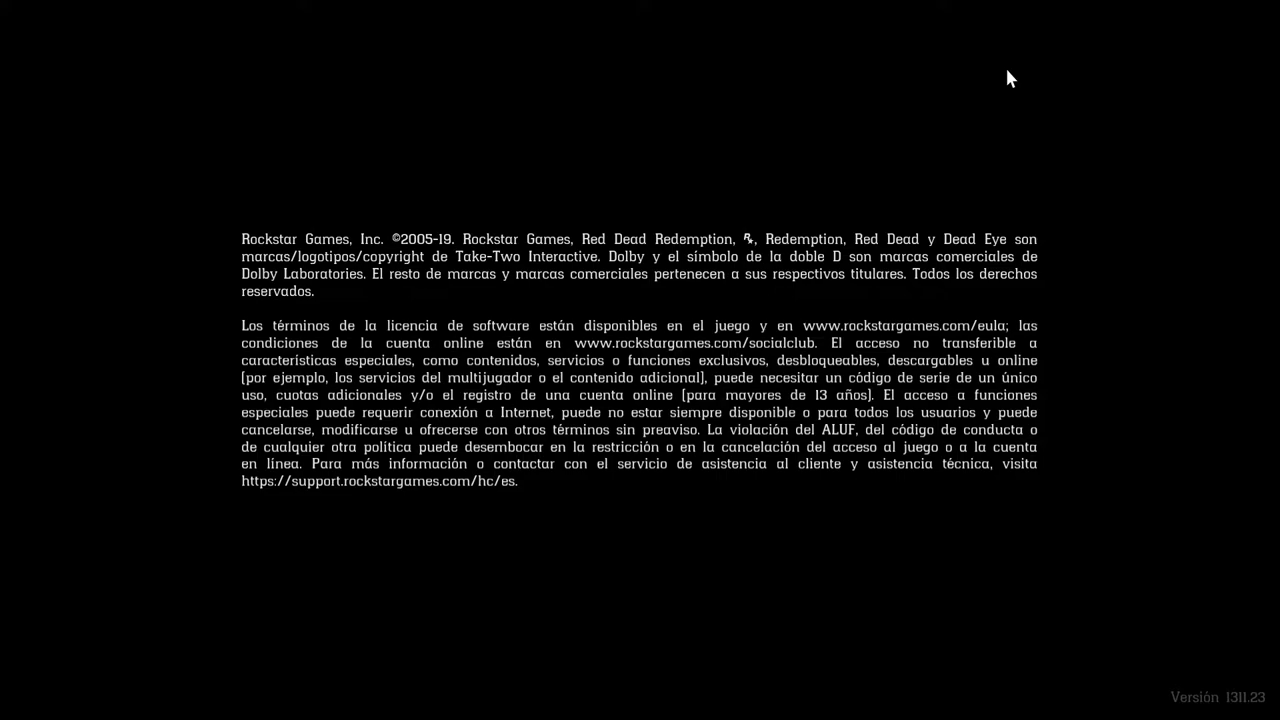 Rockstar Games, Inc. ©2005-19. Rockstar Games, Red Dead Redemption, R★, Redemption, Red Dead y Dead Eye son
marcas/logotipos/copyright de Take-Two Interactive. Dolby y el símbolo de la doble D son marcas comerciales de
Dolby Laboratories. El resto de marcas y marcas comerciales pertenecen a sus respectivos titulares. Todos los derechos
reservados.
Los términos de la licencia de software están disponibles en el juego y en www.rockstargames.com/eula; las
condiciones de la cuenta online están en www.rockstargames.com/socialclub. El acceso no transferible a
características especiales, como contenidos, servicios o funciones exclusivos, desbloqueables, descargables u online
(por ejemplo, los servicios del multijugador o el contenido adicional), puede necesitar un código de serie de un único
uso, cuotas adicionales y/o el registro de una cuenta online (para mayores de 13 años). El acceso a funciones
especiales puede requerir conexión a Internet, puede no estar siempre disponible o para todos los usuarios y puede
cancelarse, modificarse u ofrecerse con otros términos sin preaviso. La violación del ALUF, del código de conducta o
de cualquier otra política puede desembocar en la restricción o en la cancelación del acceso al juego o a la cuenta
en línea. Para más información o contactar con el servicio de asistencia al cliente y asistencia técnica, visita
https://support.rockstargames.com/hc/es.
Versión 1311.23